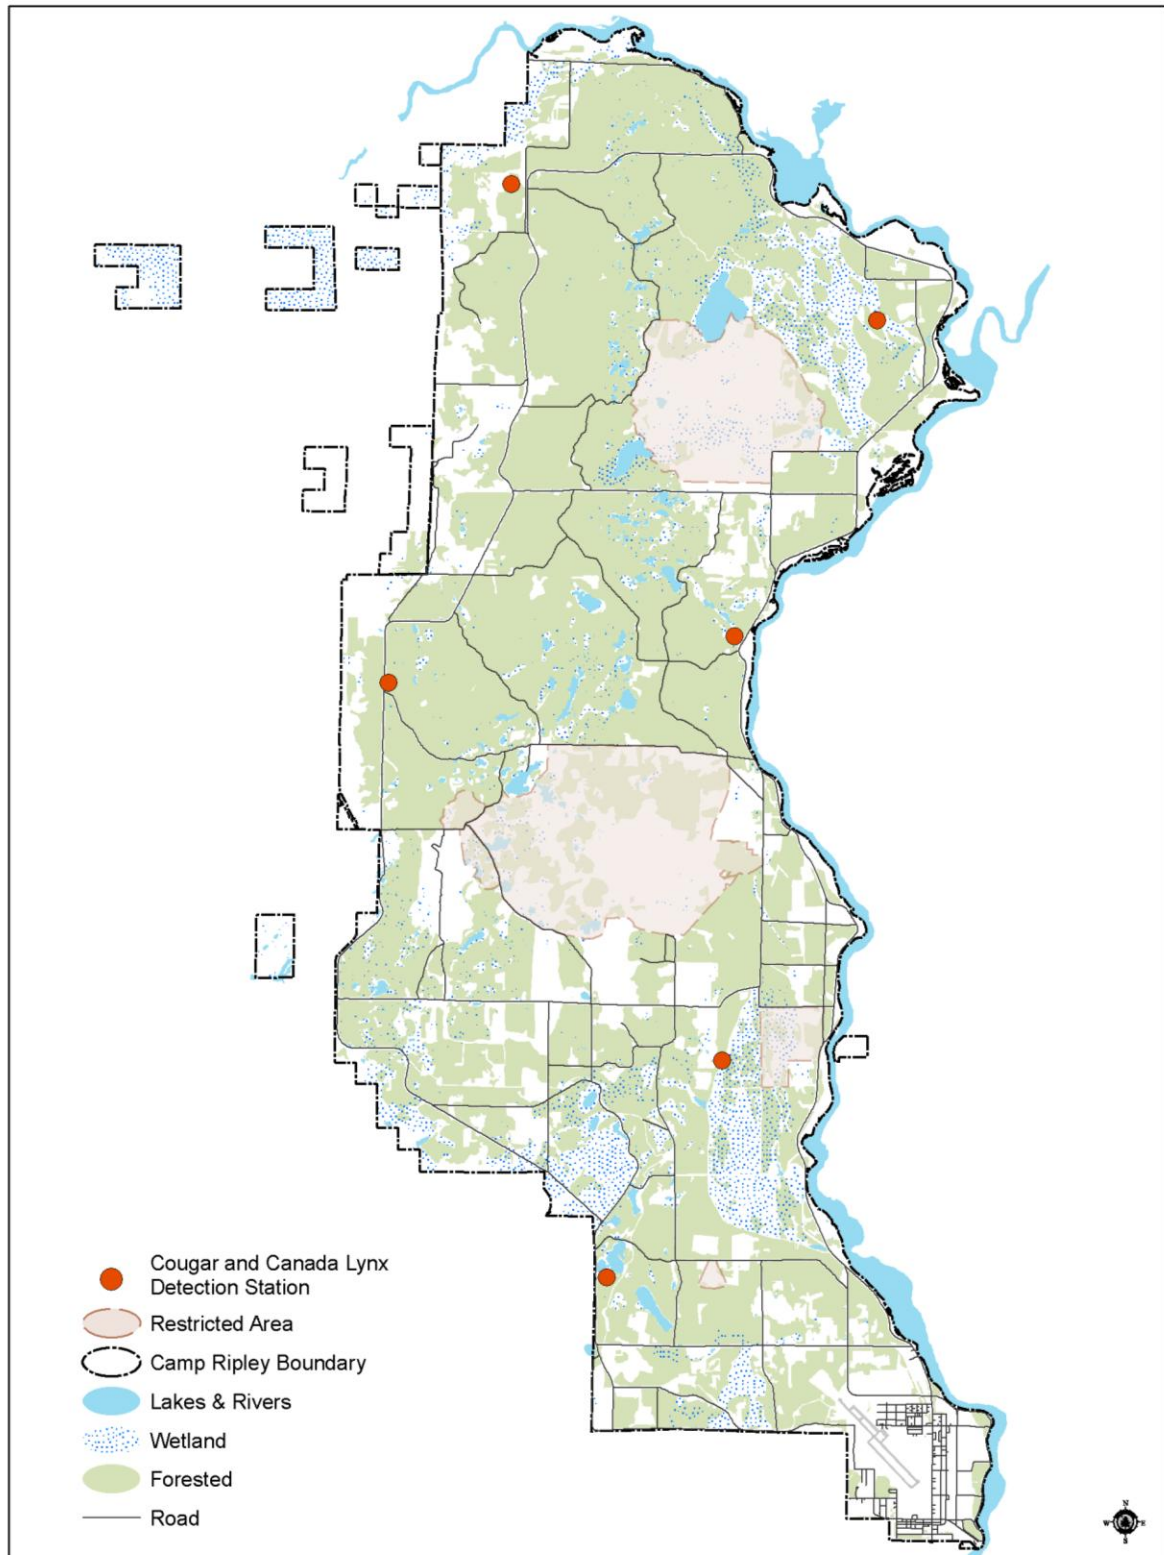 Cougar and Canada Lynx
Detection Station
Restricted Area
Camp Ripley Boundary
Lakes & Rivers
Wetland
Forested
Road
N
W E
S